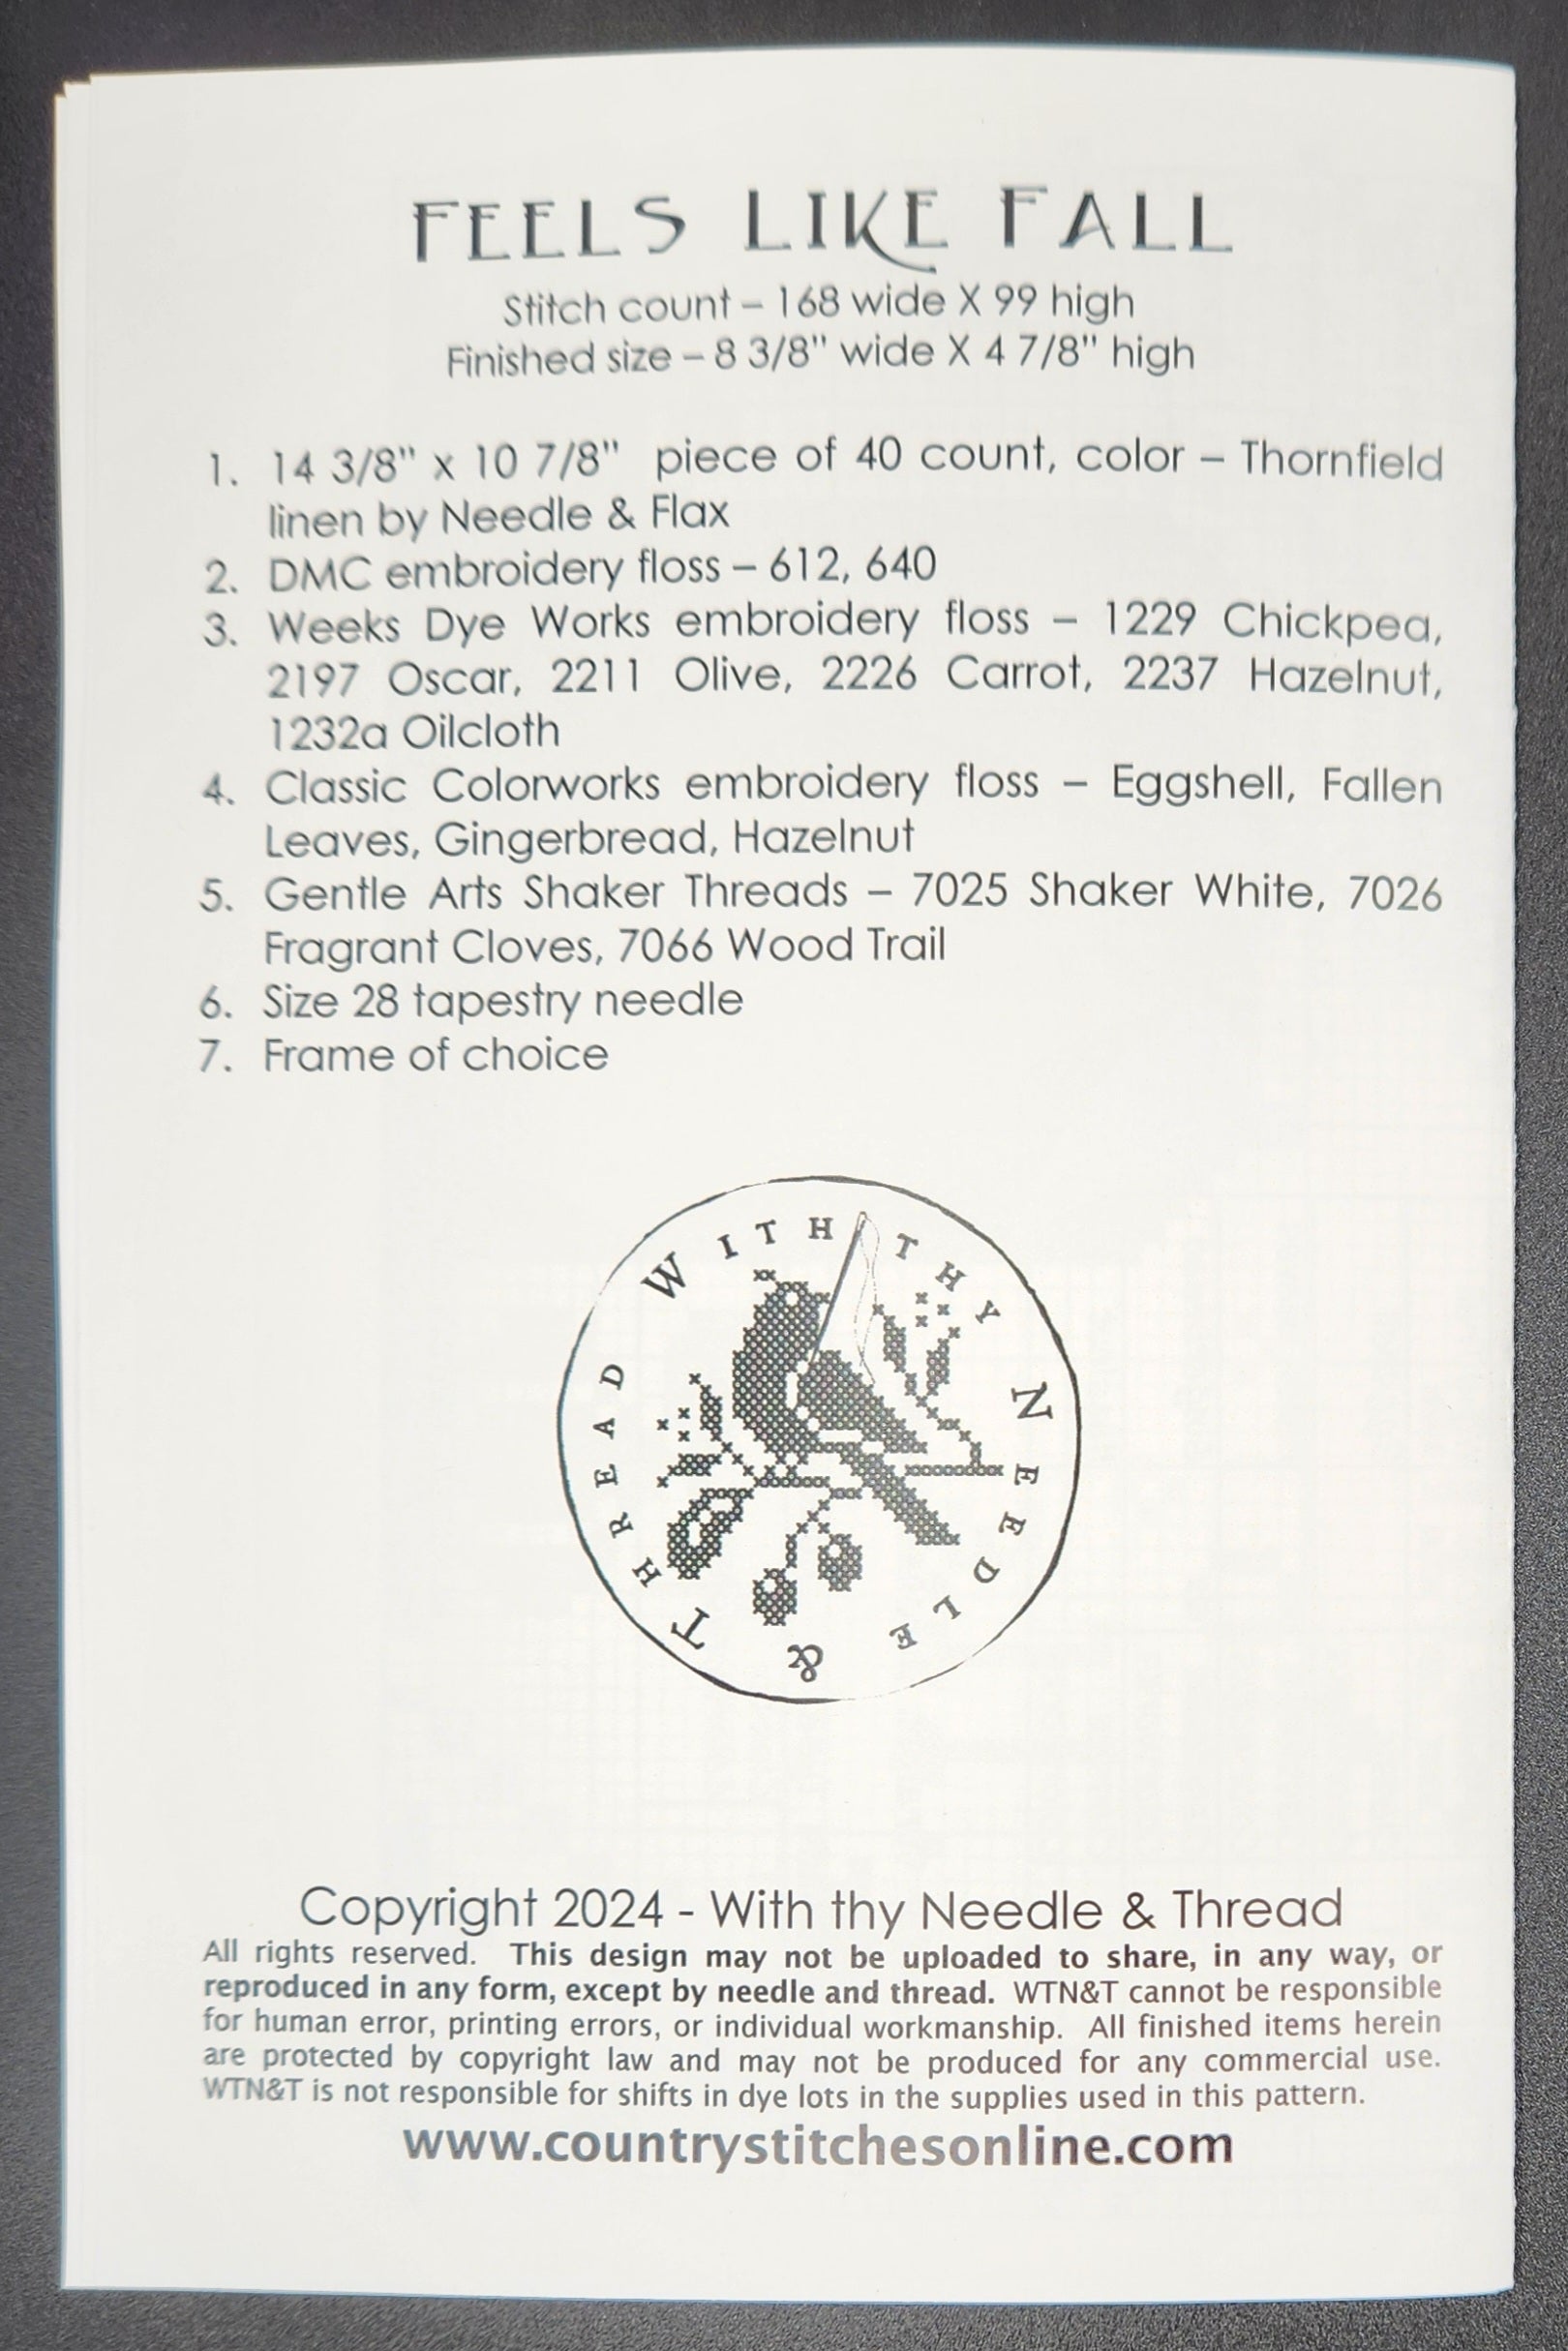 FEELS LIKE FALL
Stitch count – 168 wide X 99 high
Finished size – 8 3/8" wide X 4 7/8" high
1. 14 3/8" x 10 7/8" piece of 40 count, color – Thornfield
linen by Needle & Flax
2. DMC embroidery floss – 612, 640
3. Weeks Dye Works embroidery floss – 1229 Chickpea,
2197 Oscar, 2211 Olive, 2226 Carrot, 2237 Hazelnut,
1232a Oilcloth
4. Classic Colorworks embroidery floss – Eggshell, Fallen
Leaves, Gingerbread, Hazelnut
5. Gentle Arts Shaker Threads – 7025 Shaker White, 7026
Fragrant Cloves, 7066 Wood Trail
6. Size 28 tapestry needle
7. Frame of choice
WITH THY NEEDLE & THREAD
Copyright 2024 - With thy Needle & Thread
All rights reserved. This design may not be uploaded to share, in any way, or
reproduced in any form, except by needle and thread. WTN&T cannot be responsible
for human error, printing errors, or individual workmanship. All finished items herein
are protected by copyright law and may not be produced for any commercial use.
WTN&T is not responsible for shifts in dye lots in the supplies used in this pattern.
www.countrystitchesonline.com